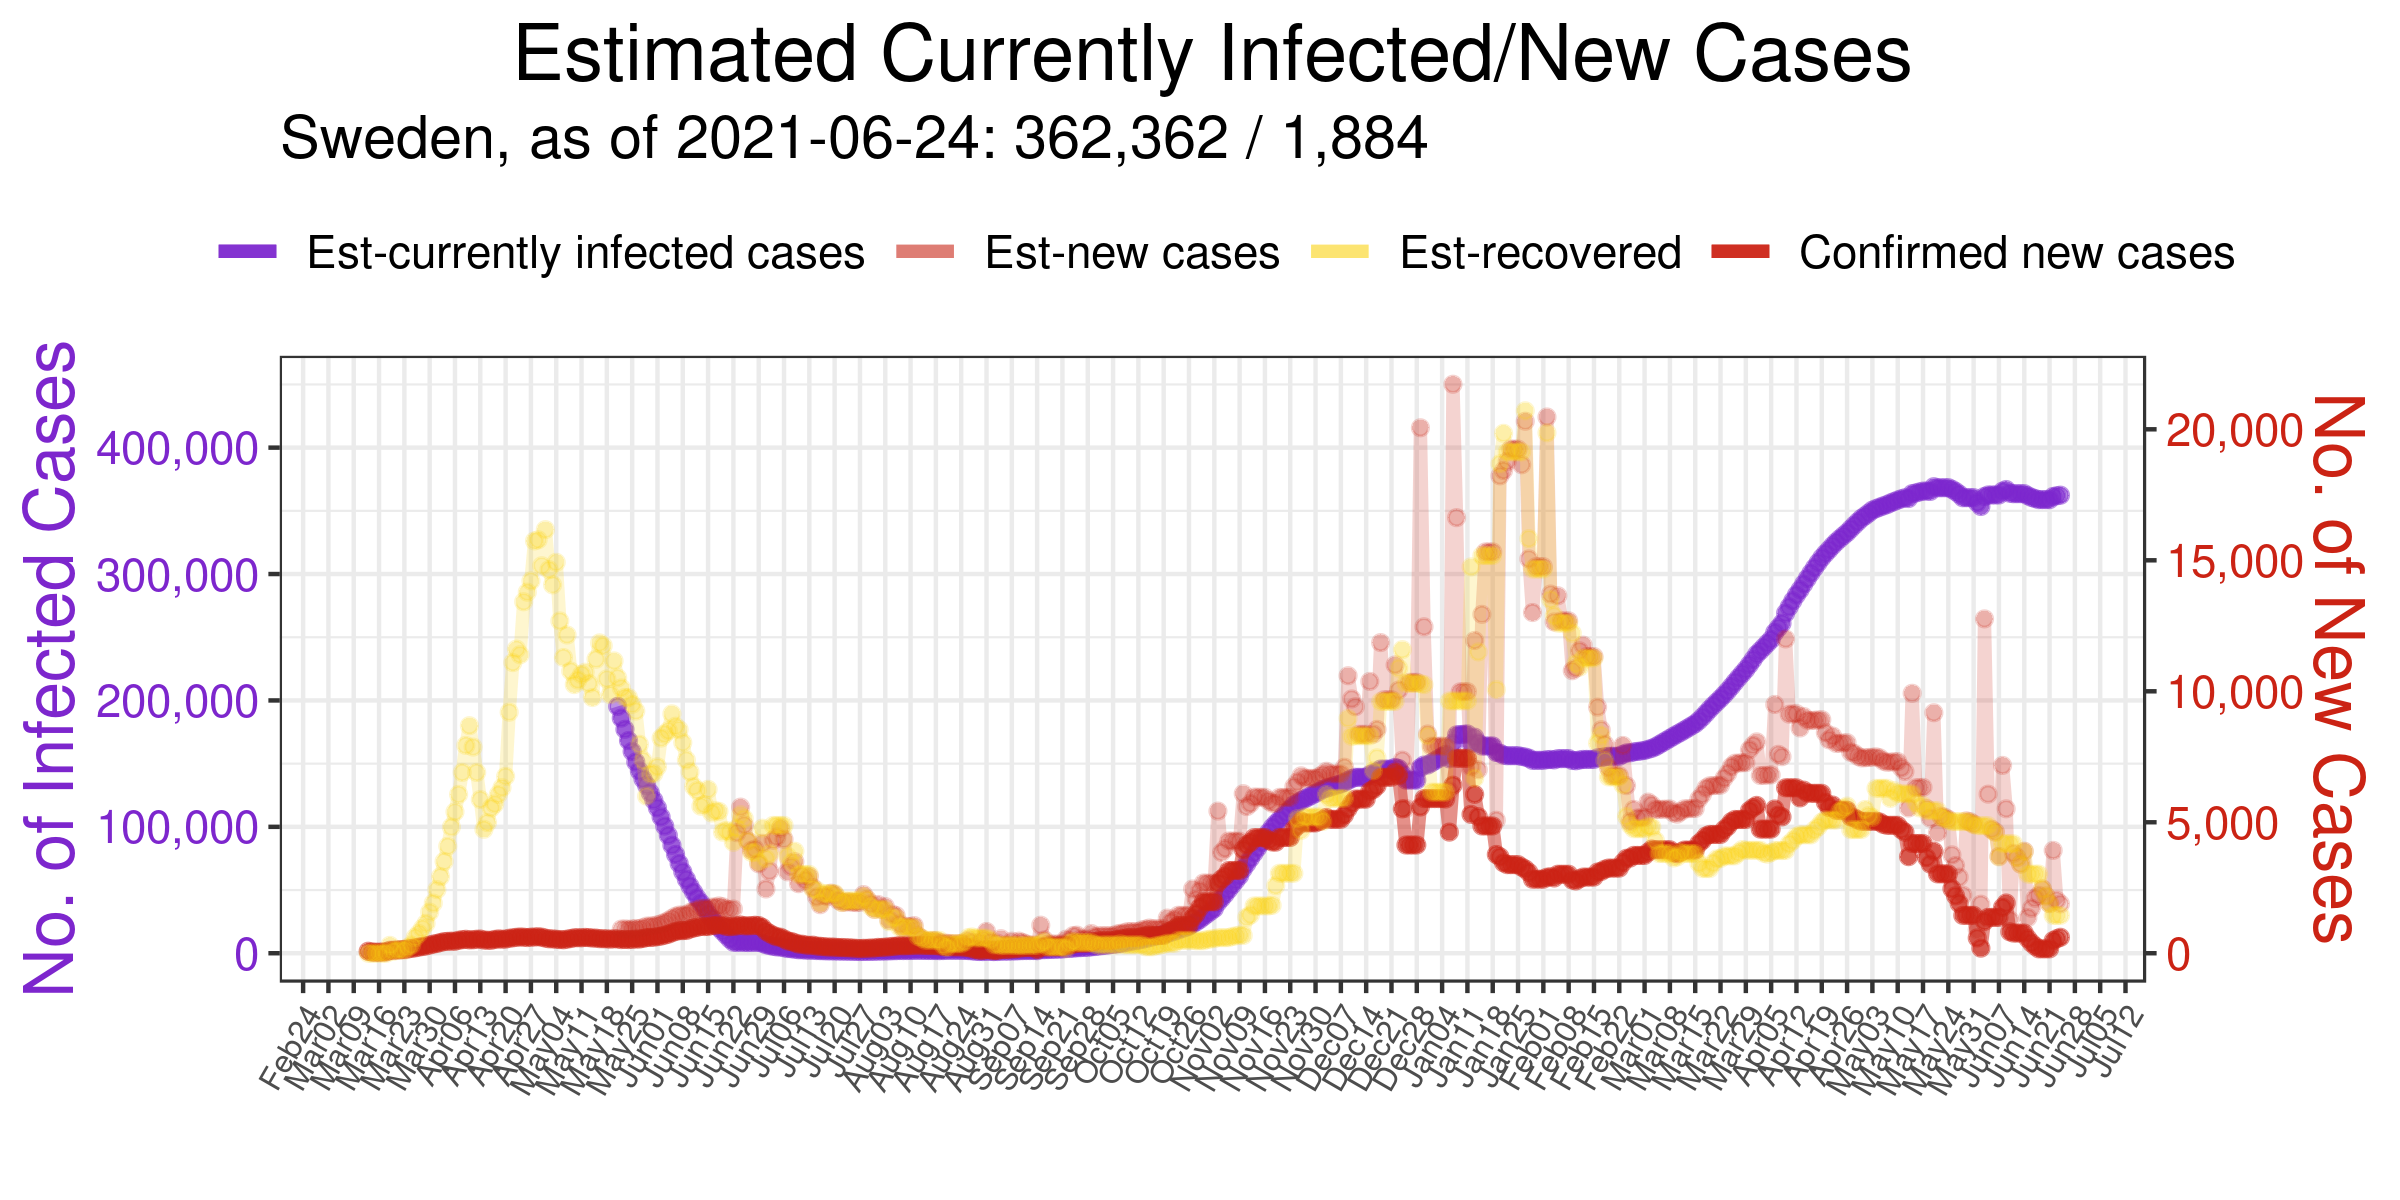 Estimated Currently Infected/New Cases
Sweden, as of 2021-06-24: 362,362 / 1,884
Est-currently infected cases
Est-new cases
Est-recovered
Confirmed new cases
No. of Infected Cases
400,000
300,000
200,000
100,000
0
20,000
15,000
10,000
5,000
0
No. of New Cases
Feb24
Mar02
Mar09
Mar16
Mar23
Mar30
Apr06
Apr13
Apr20
Apr27
May04
May11
May18
May25
Jun01
Jun08
Jun15
Jun22
Jun29
Jul06
Jul13
Jul20
Jul27
Aug03
Aug10
Aug17
Aug24
Aug31
Sep07
Sep14
Sep21
Sep28
Oct05
Oct12
Oct19
Oct26
Nov02
Nov09
Nov16
Nov23
Nov30
Dec07
Dec14
Dec21
Dec28
Jan04
Jan11
Jan18
Jan25
Feb01
Feb08
Feb15
Feb22
Mar01
Mar08
Mar15
Mar22
Mar29
Apr05
Apr12
Apr19
Apr26
May03
May10
May17
May24
May31
Jun07
Jun14
Jun21
Jun28
Jul05
Jul12